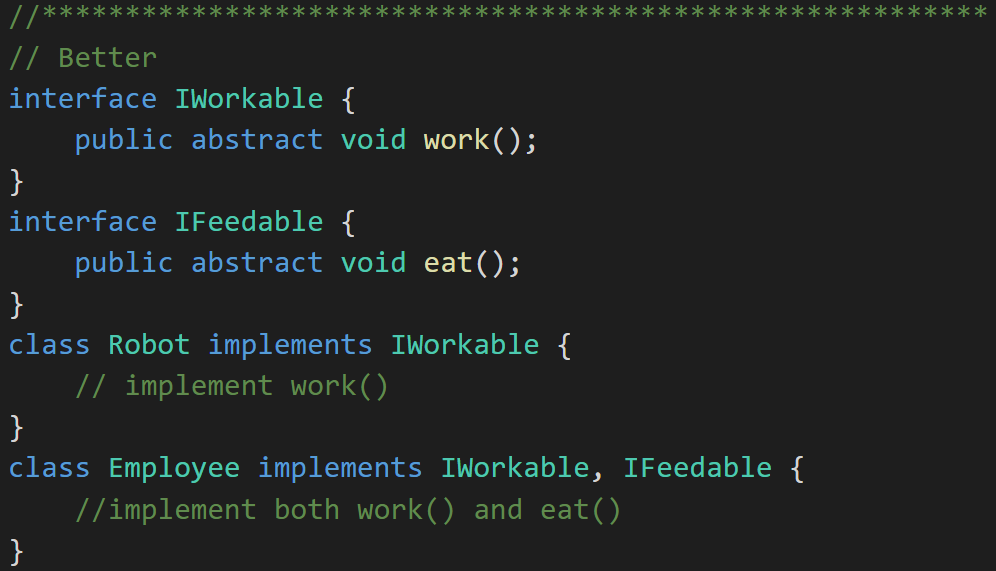 //*********************************************************
// Better
interface IWorkable {
    public abstract void work();
}
interface IFeedable {
    public abstract void eat();
}
class Robot implements IWorkable {
    // implement work()
}
class Employee implements IWorkable, IFeedable {
    //implement both work() and eat()
}